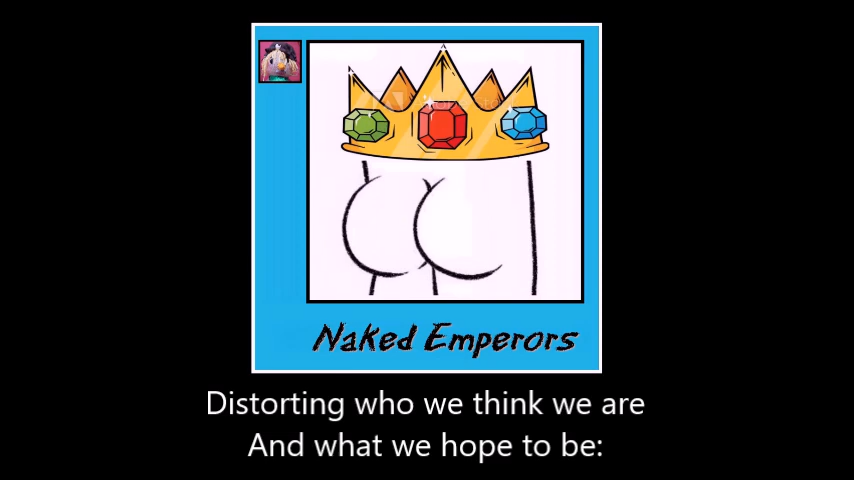 Naked Emperors
Distorting who we think we are
And what we hope to be: